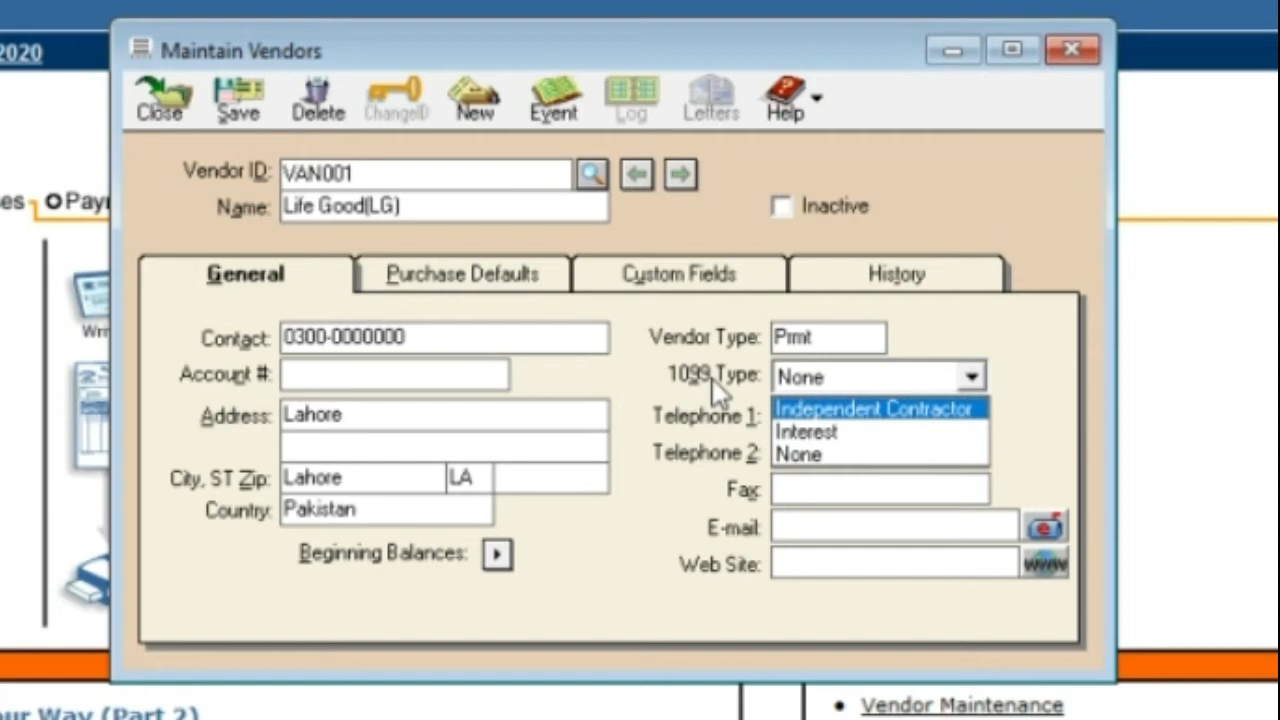 2020
Maintain Vendors
Close Save Delete ChangeID New Event Log Letters Help
Vendor ID: VAN001
Name: Life Good(LG)
Inactive
es Payr
General Purchase Defaults Custom Fields History
Contact: 0300-0000000
Account #:
Address: Lahore
City, ST Zip: Lahore LA
Country: Pakistan
Beginning Balances:
Vendor Type: Prmt
1099 Type: None
Independent Contractor
Interest
None
Telephone 1:
Telephone 2:
Fax:
E-mail:
Web Site: www
Wri
our Way (Part 2)
Vendor Maintenance